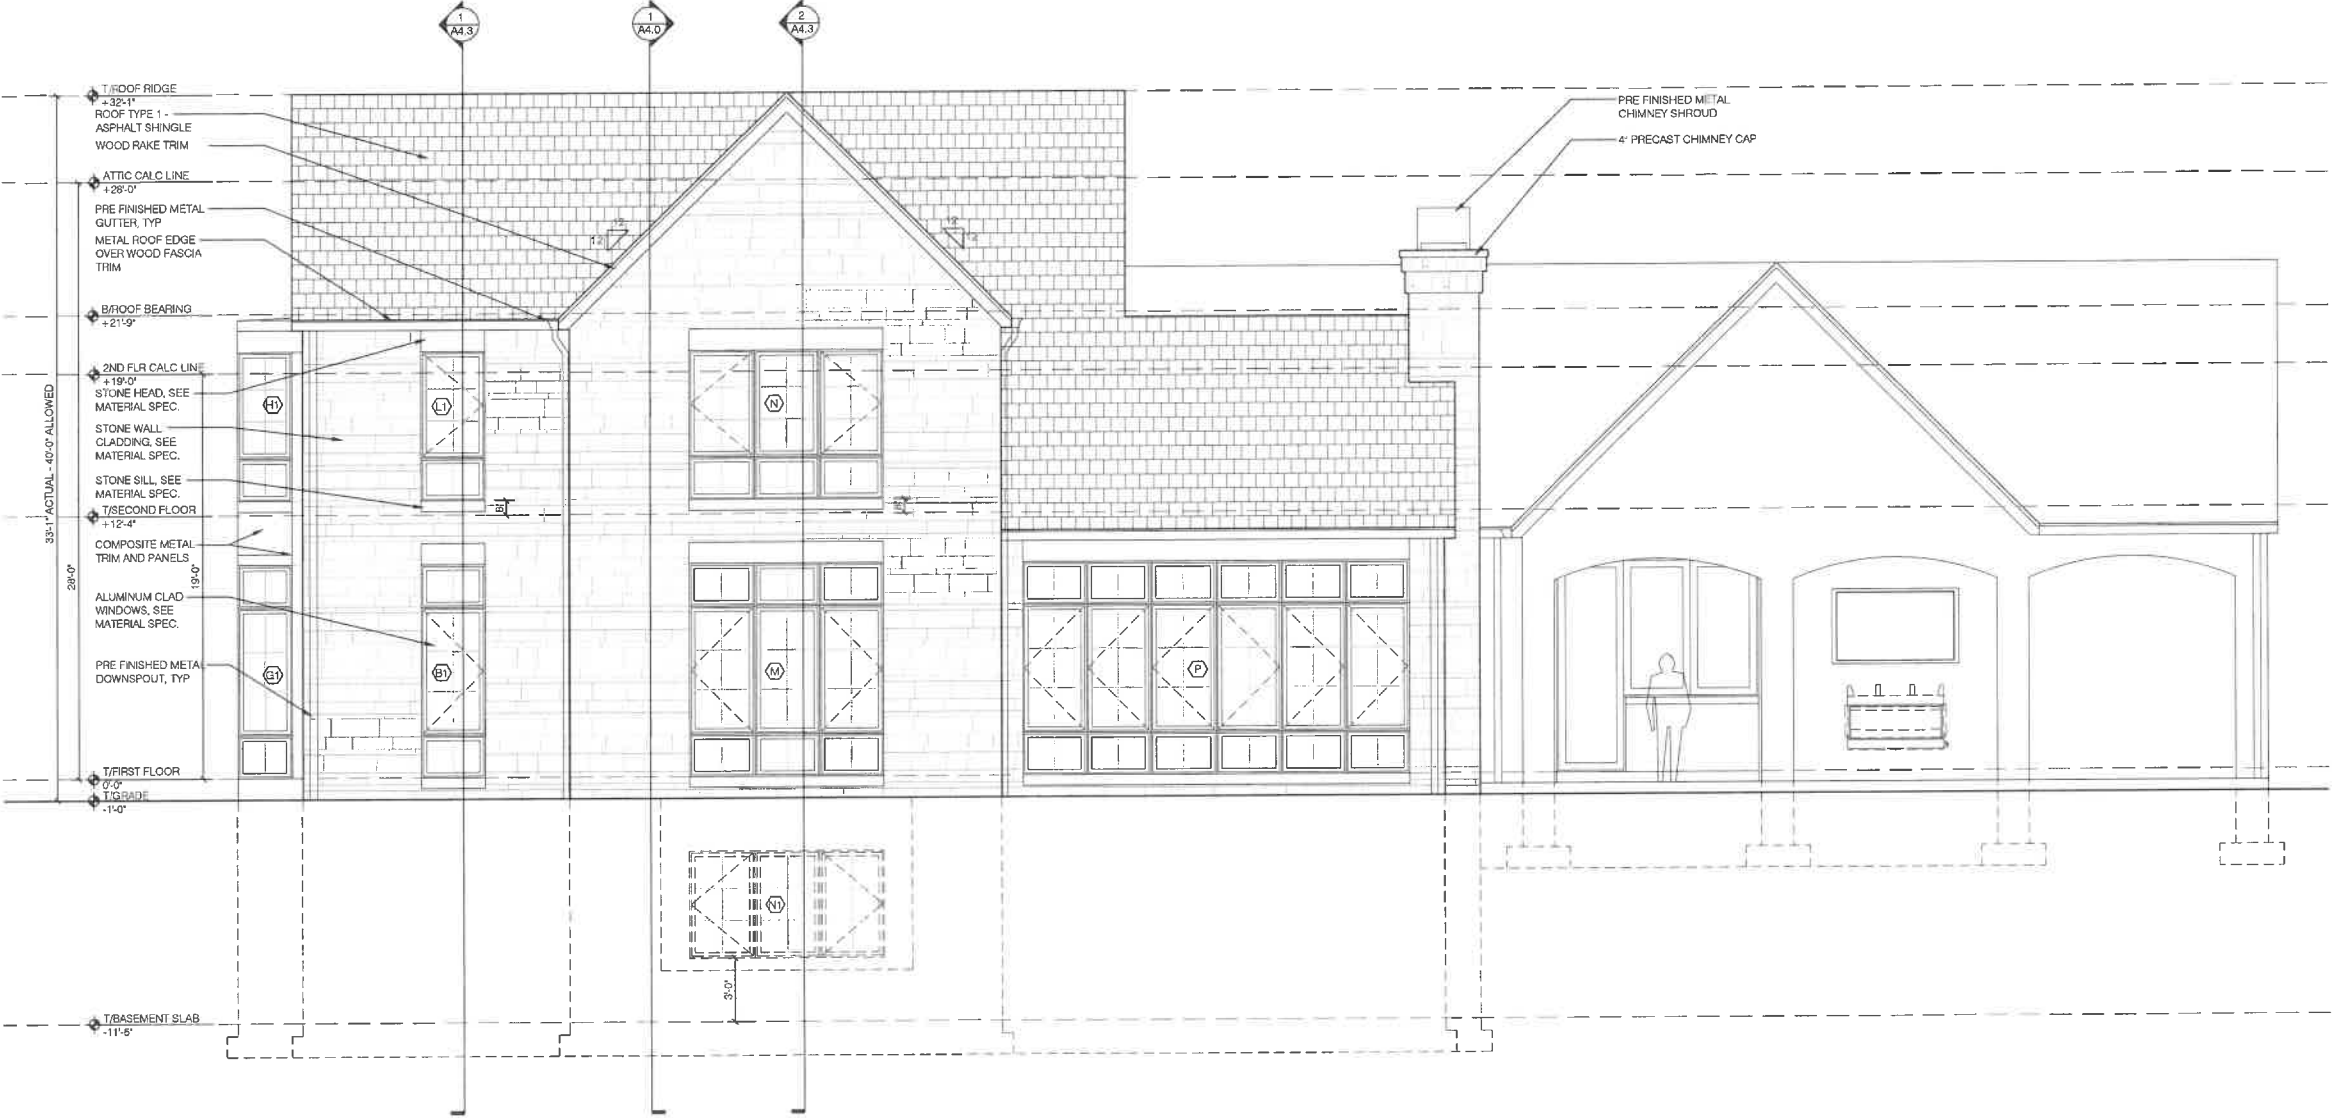 1
A4.3
1
A4.0
2
A4.3
T/ROOF RIDGE
+32'-1"
ROOF TYPE 1 -
ASPHALT SHINGLE
WOOD RAKE TRIM
ATTIC CALC LINE
+28'-0"
PRE FINISHED METAL
GUTTER, TYP
METAL ROOF EDGE
OVER WOOD FASCIA
TRIM
B/ROOF BEARING
+21'-9"
2ND FLR CALC LINE
+19'-0"
STONE HEAD, SEE
MATERIAL SPEC.
STONE WALL
CLADDING, SEE
MATERIAL SPEC.
STONE SILL, SEE
MATERIAL SPEC.
T/SECOND FLOOR
+12'-4"
COMPOSITE METAL
TRIM AND PANELS
ALUMINUM CLAD
WINDOWS, SEE
MATERIAL SPEC.
PRE FINISHED METAL
DOWNSPOUT, TYP
T/FIRST FLOOR
0'-0"
T/GRADE
-1'-0"
T/BASEMENT SLAB
-11'-5"
33'-1" ACTUAL - 40'-0" ALLOWED
28'-0"
19'-0"
12
12
12
12
PRE FINISHED METAL
CHIMNEY SHROUD
4" PRECAST CHIMNEY CAP
H1
L1
N
8"
8"
G1
B1
M
P
N1
3'-0"